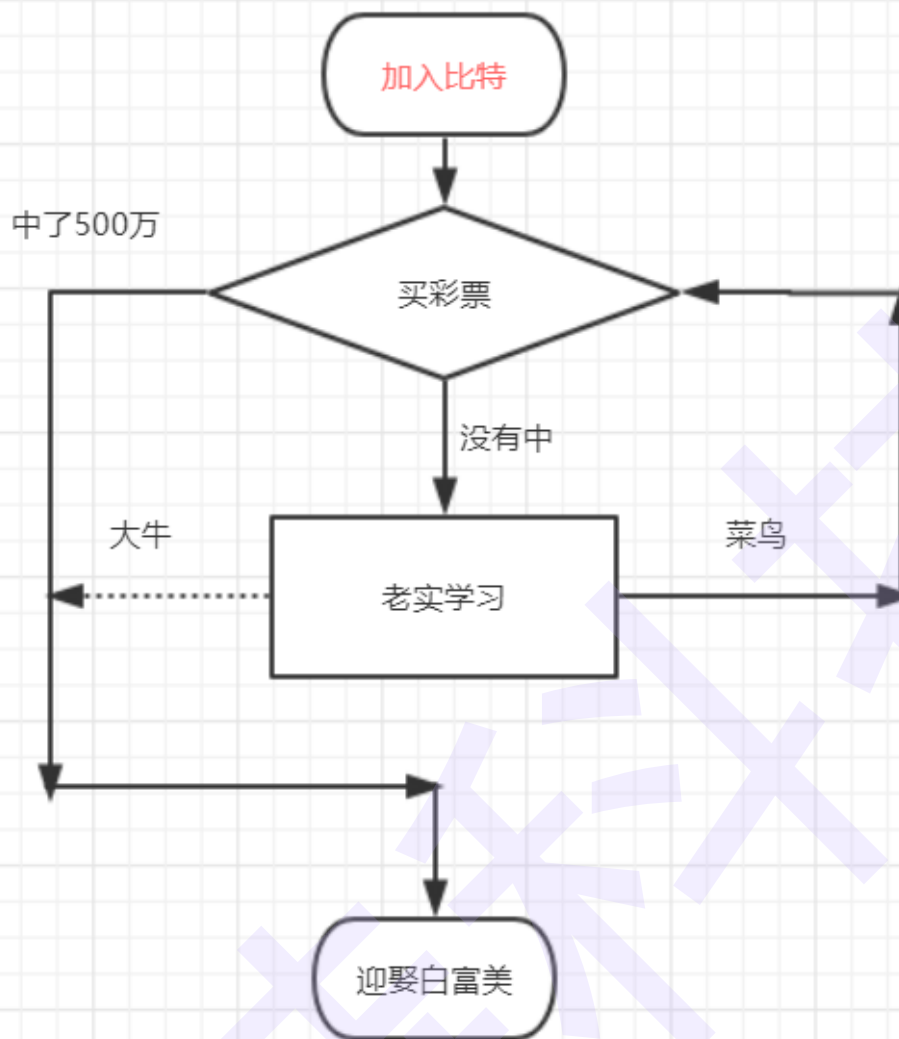 加入比特
中了500万
买彩票
没有中
大牛
菜鸟
老实学习
迎娶白富美